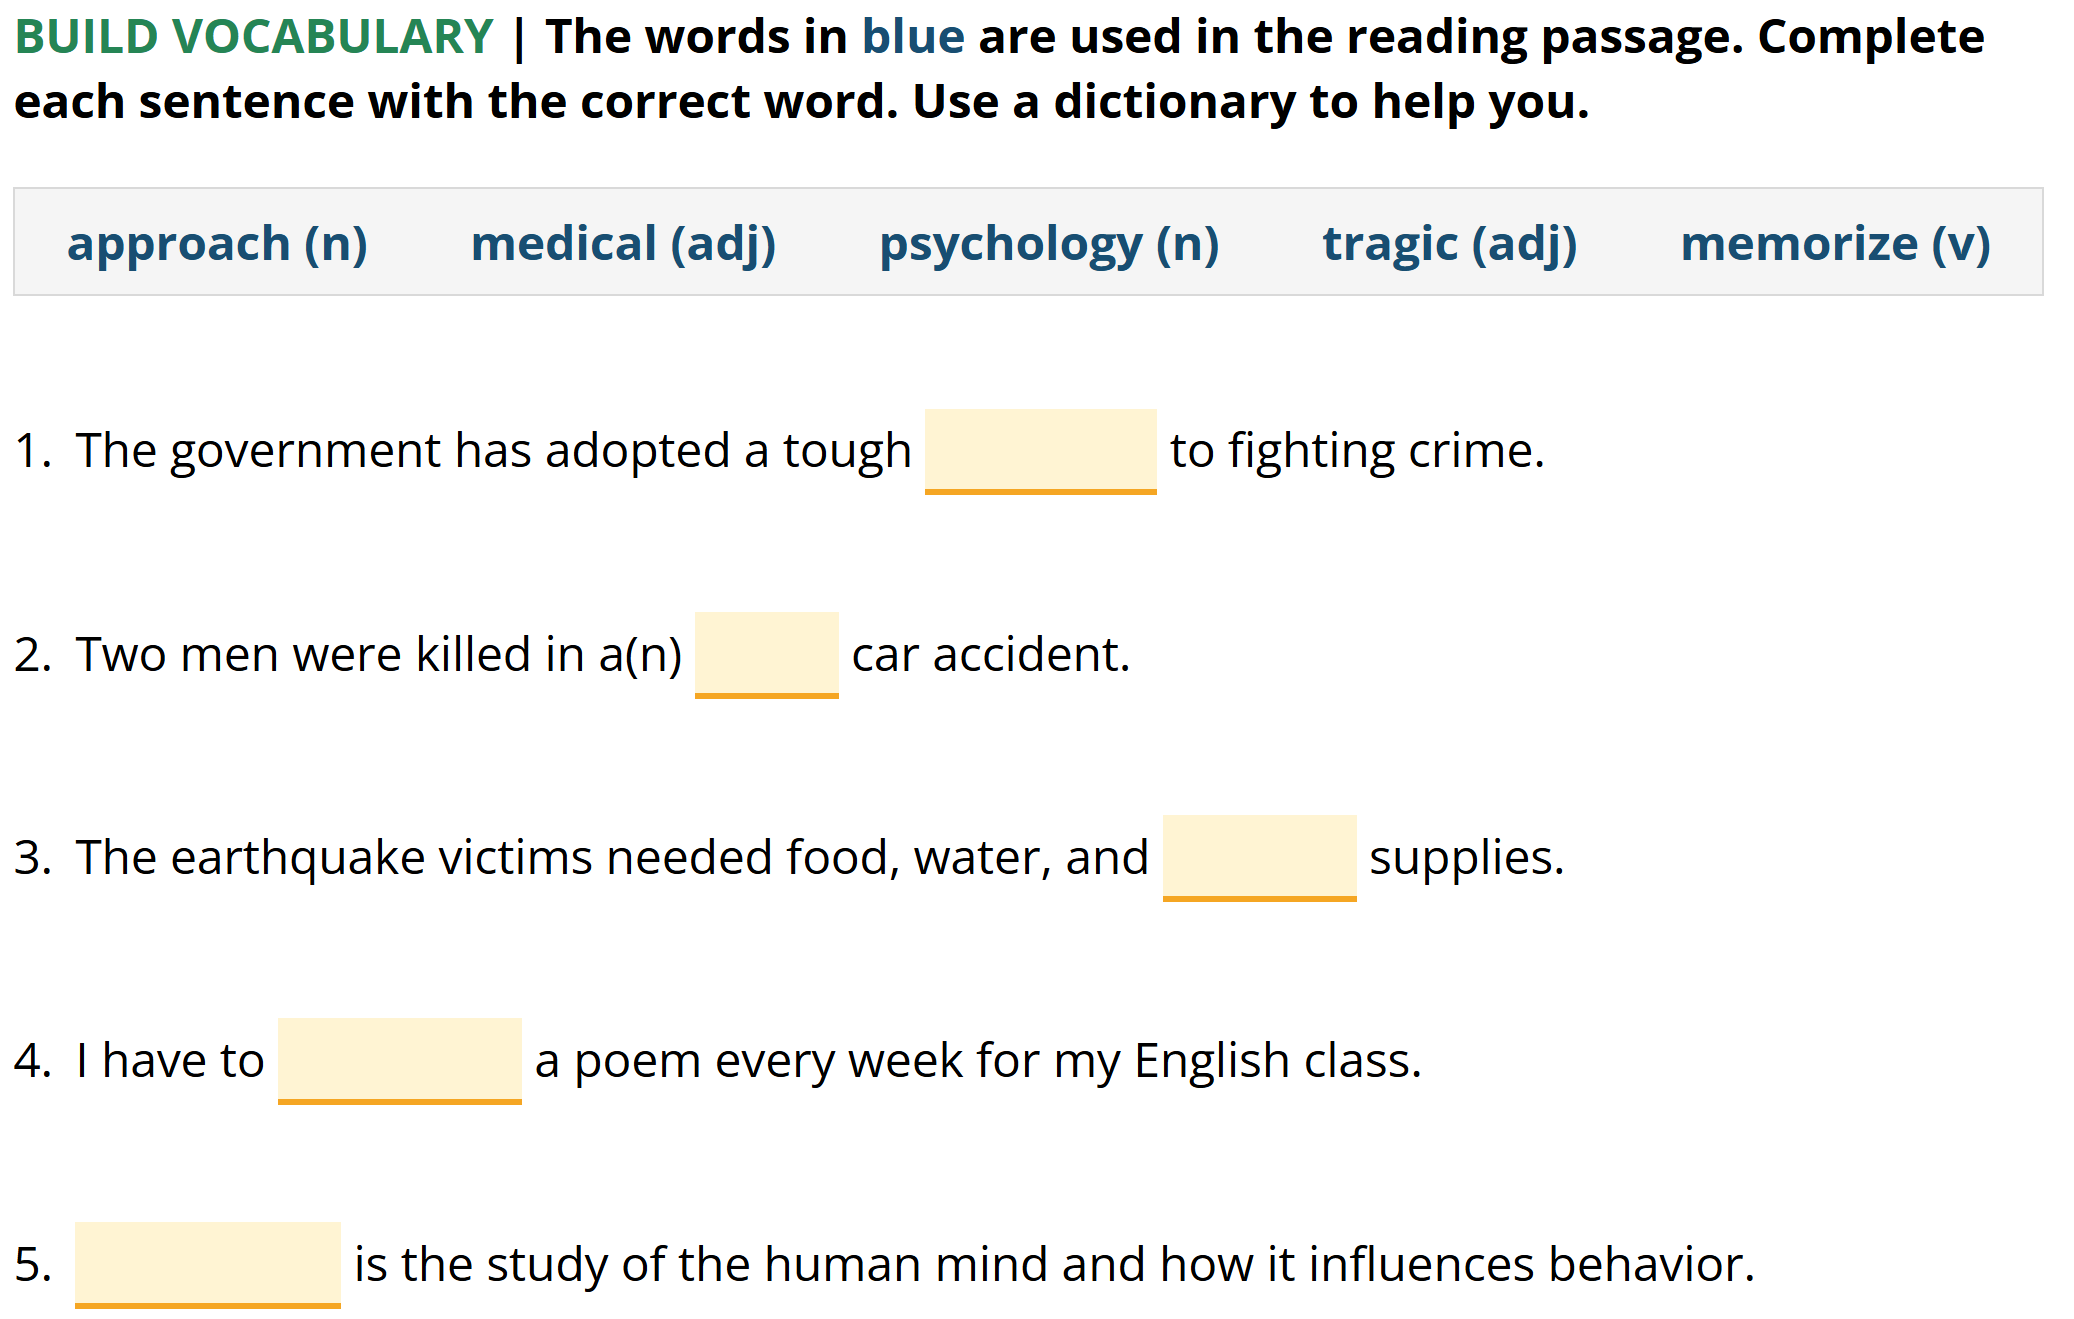 BUILD VOCABULARY | The words in blue are used in the reading passage. Complete
each sentence with the correct word. Use a dictionary to help you.
approach (n) medical (adj) psychology (n) tragic (adj) memorize (v)
1. The government has adopted a tough to fighting crime.
2. Two men were killed in a(n) car accident.
3. The earthquake victims needed food, water, and supplies.
4. I have to a poem every week for my English class.
5. is the study of the human mind and how it influences behavior.